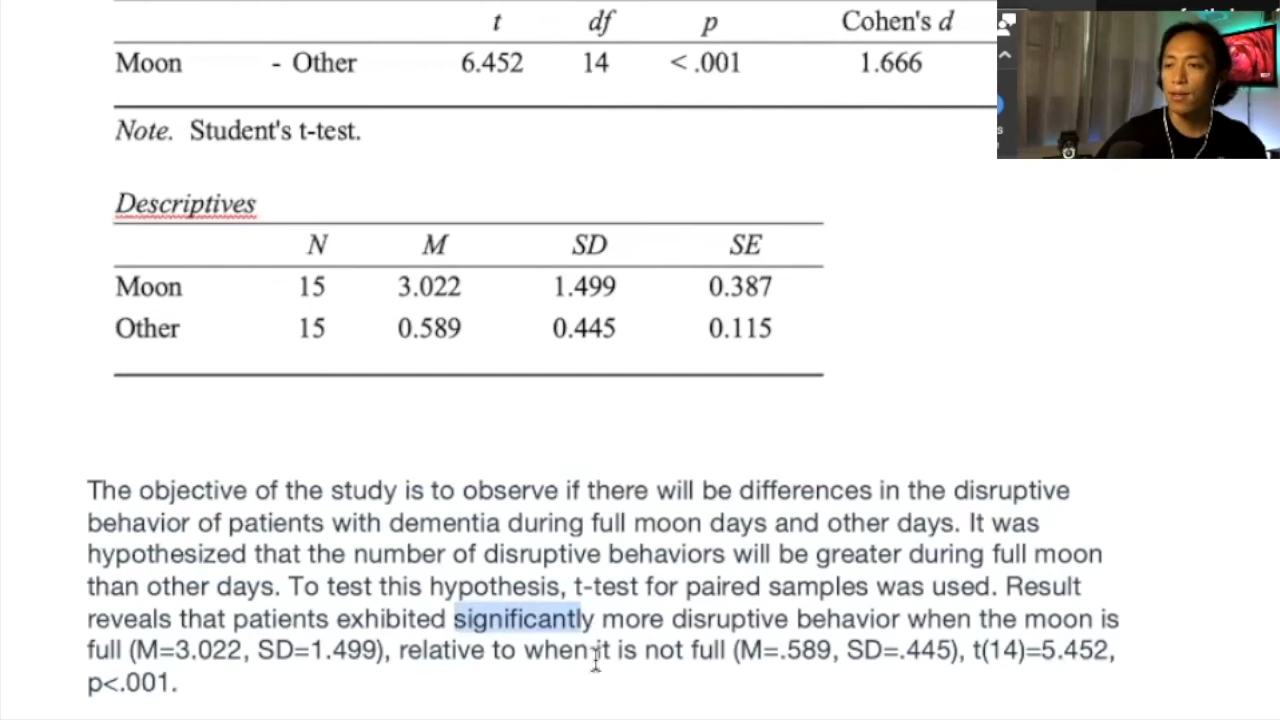 t df p Cohen's d
Moon - Other 6.452 14 < .001 1.666
Note. Student's t-test.
Descriptives
N M SD SE
Moon 15 3.022 1.499 0.387
Other 15 0.589 0.445 0.115
The objective of the study is to observe if there will be differences in the disruptive
behavior of patients with dementia during full moon days and other days. It was
hypothesized that the number of disruptive behaviors will be greater during full moon
than other days. To test this hypothesis, t-test for paired samples was used. Result
reveals that patients exhibited significantly more disruptive behavior when the moon is
full (M=3.022, SD=1.499), relative to when it is not full (M=.589, SD=.445), t(14)=5.452,
p<.001.